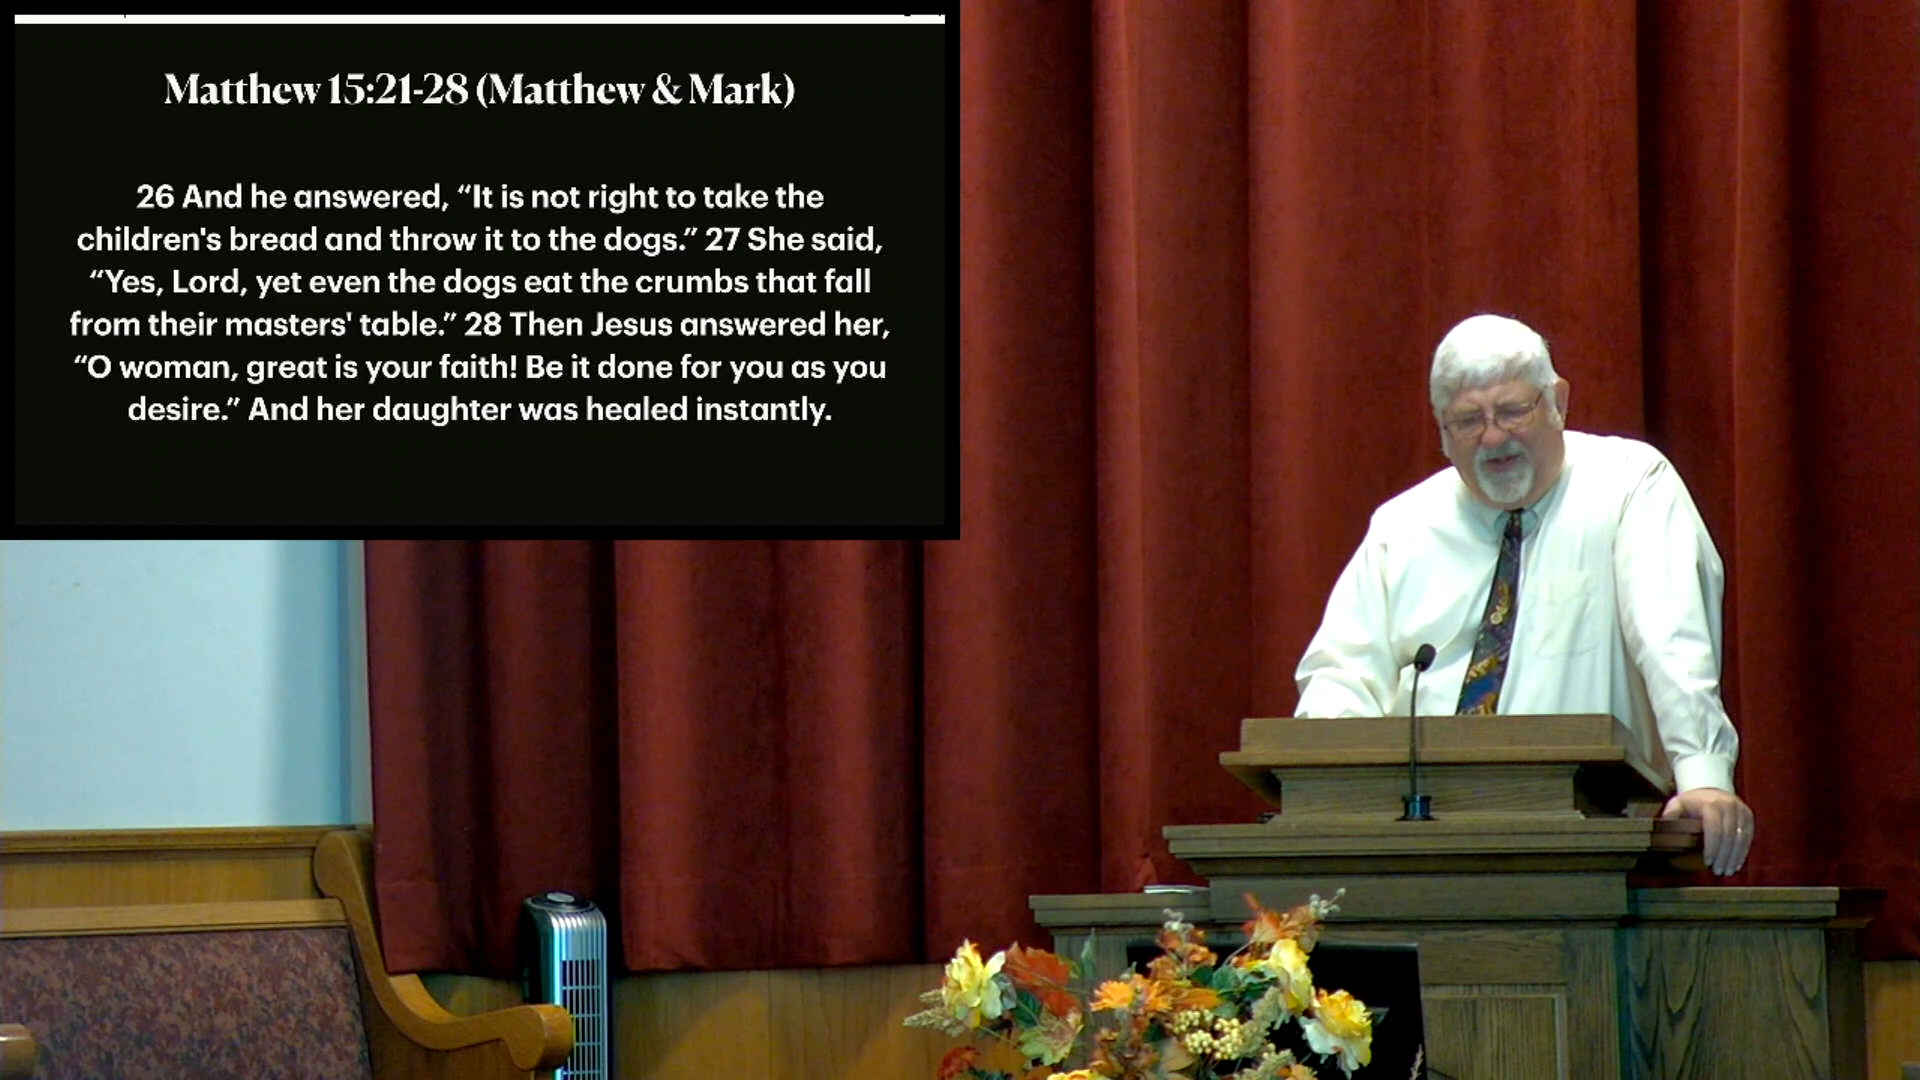 Matthew 15:21-28 (Matthew & Mark)
26 And he answered, “It is not right to take the
children's bread and throw it to the dogs.” 27 She said,
“Yes, Lord, yet even the dogs eat the crumbs that fall
from their masters' table.” 28 Then Jesus answered her,
“O woman, great is your faith! Be it done for you as you
desire.” And her daughter was healed instantly.